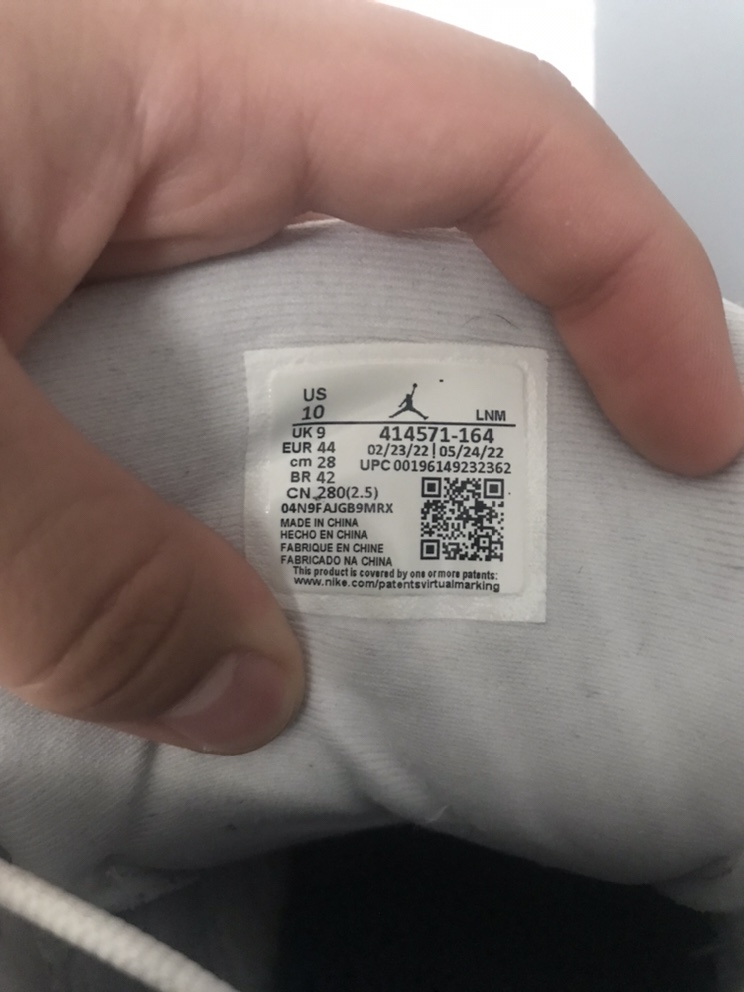 US
10
LNM
UK 9
414571-164
EUR 44
02/23/22 | 05/24/22
cm 28
UPC 00196149232362
BR 42
CN 280(2.5)
04N9FAJGB9MRX
MADE IN CHINA
HECHO EN CHINA
FABRIQUE EN CHINE
FABRICADO NA CHINA
This product is covered by one or more patents:
www.nike.com/patentsvirtualmarking